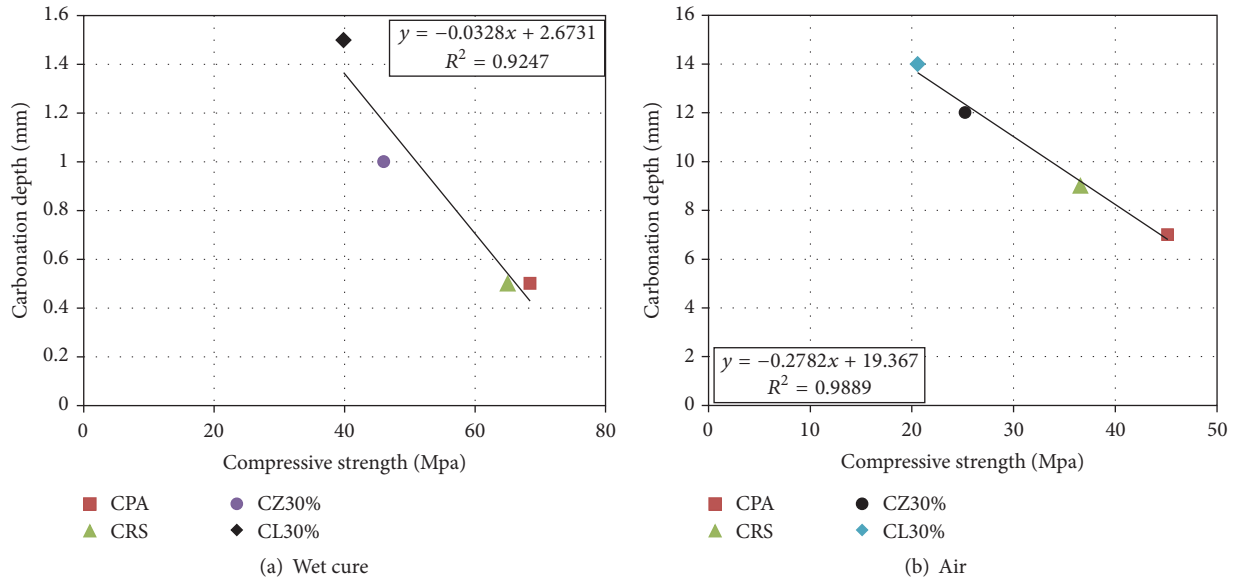 Carbonation depth (mm)
1.6
1.4
1.2
1
0.8
0.6
0.4
0.2
0
y = −0.0328x + 2.6731
R² = 0.9247
0 20 40 60 80
Compressive strength (Mpa)
CPA CZ30%
CRS CL30%
(a) Wet cure
Carbonation depth (mm)
16
14
12
10
8
6
4
2
0
y = −0.2782x + 19.367
R² = 0.9889
0 10 20 30 40 50
Compressive strength (Mpa)
CPA CZ30%
CRS CL30%
(b) Air